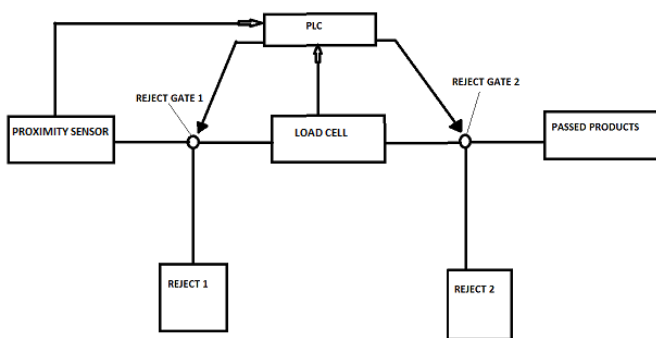 PLC
REJECT GATE 1
REJECT GATE 2
PROXIMITY SENSOR
LOAD CELL
PASSED PRODUCTS
REJECT 1
REJECT 2